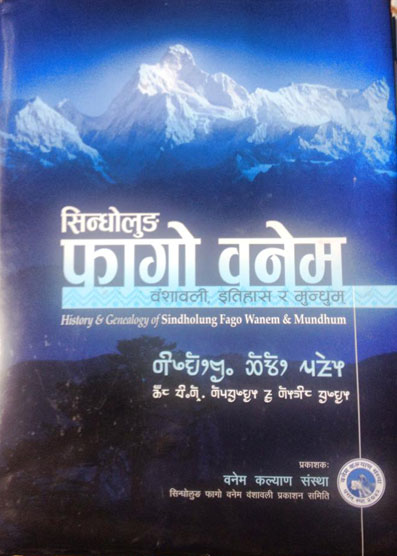 सिन्धोलुङ
फागो वनेम
वंशावली, इतिहास र मुन्धुम
History & Genealogy of Sindholung Fago Wanem & Mundhum
प्रकाशकः
वनेम कल्याण संस्था
सिन्धोलुङ फागो वनेम वंशावली प्रकाशन समिति